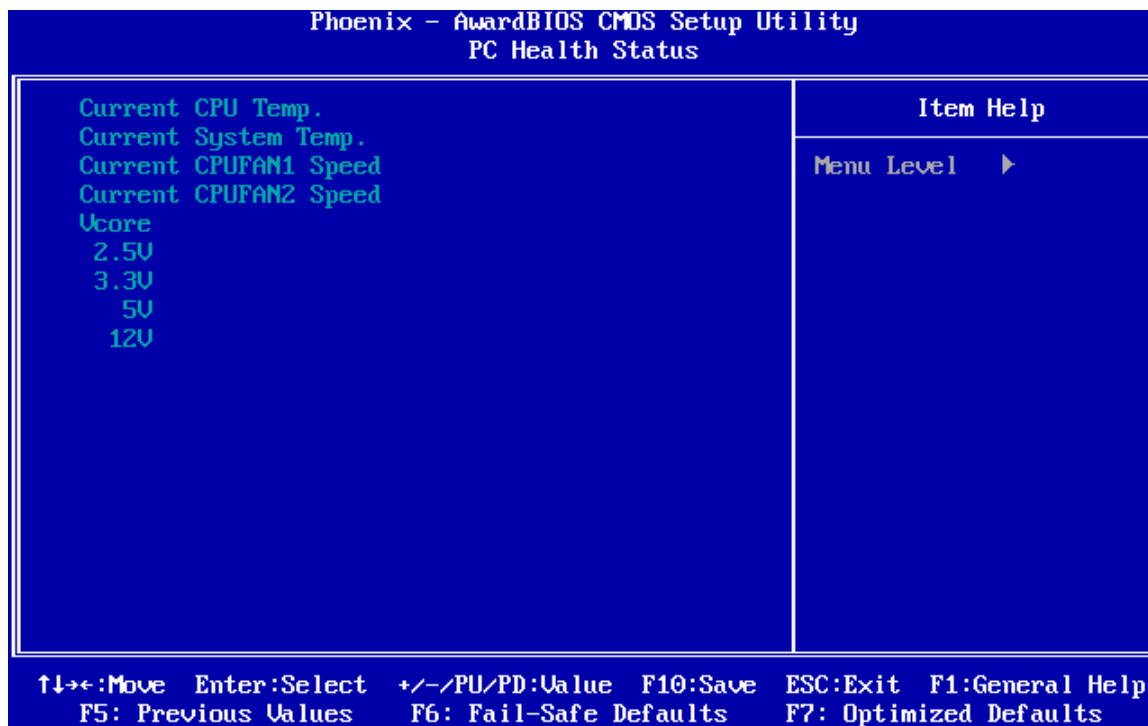 Phoenix - AwardBIOS CMOS Setup Utility
PC Health Status
Current CPU Temp.
Current System Temp.
Current CPUFAN1 Speed
Current CPUFAN2 Speed
Vcore
2.5V
3.3V
5V
12V
Item Help
Menu Level ▶
↑↓→←:Move Enter:Select +/-/PU/PD:Value F10:Save ESC:Exit F1:General Help
F5: Previous Values F6: Fail-Safe Defaults F7: Optimized Defaults